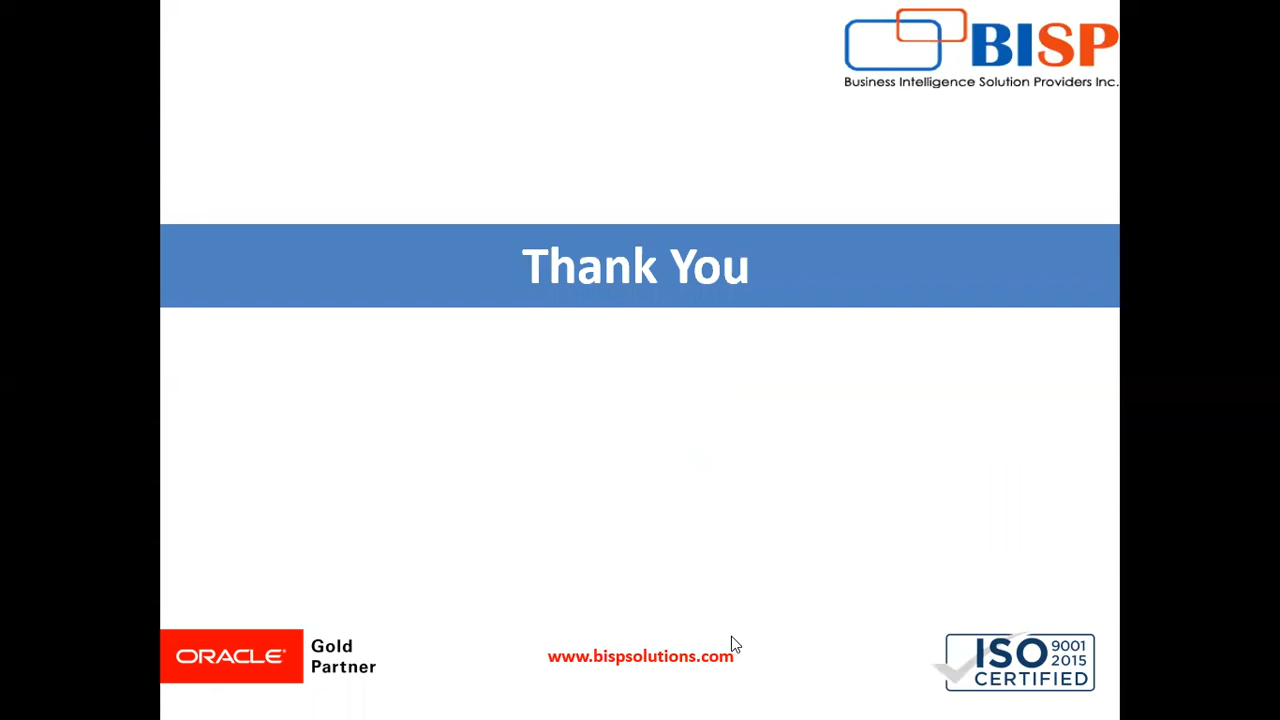 BISP
Business Intelligence Solution Providers Inc.
Thank You
ORACLE®
Gold
Partner
www.bispsolutions.com
ISO 9001
2015
CERTIFIED